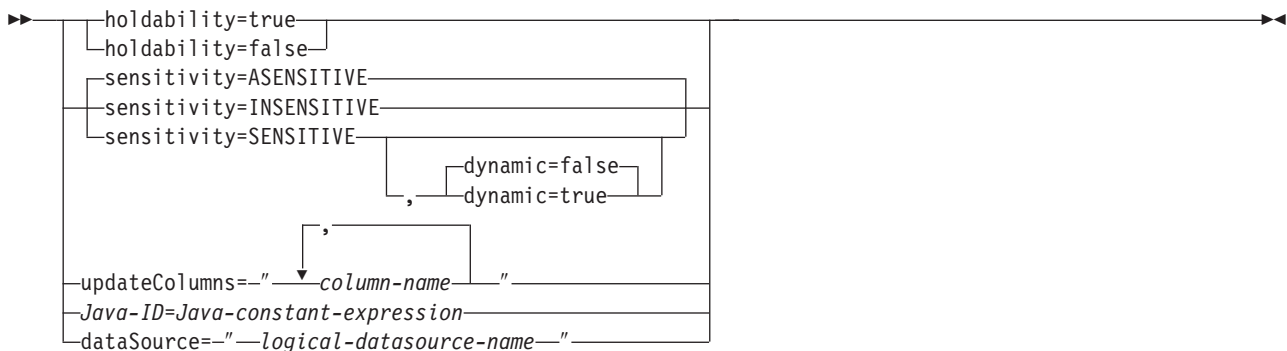 holdability=true
holdability=false
sensitivity=ASENSITIVE
sensitivity=INSENSITIVE
sensitivity=SENSITIVE
dynamic=false
, dynamic=true
,
updateColumns= " column-name "
Java-ID=Java-constant-expression
dataSource= " logical-datasource-name "